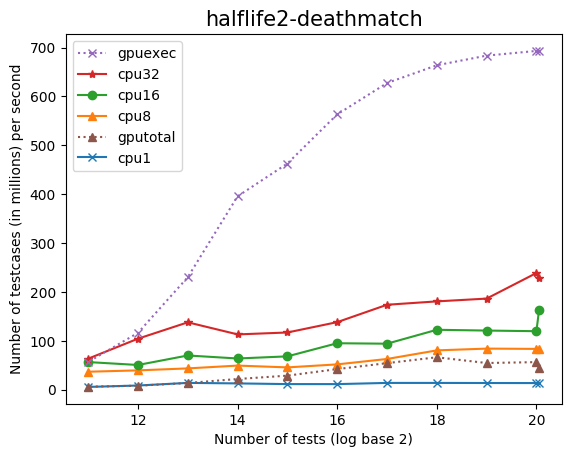 halflife2-deathmatch
700
600
500
400
300
200
100
0
Number of testcases (in millions) per second
gpuexec
cpu32
cpu16
cpu8
gputotal
cpu1
12
14
16
18
20
Number of tests (log base 2)